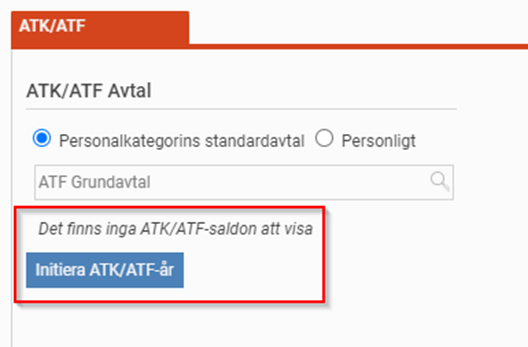 ATK/ATF
ATK/ATF Avtal
Personalkategorins standardavtal Personligt
ATF Grundavtal
Det finns inga ATK/ATF-saldon att visa
Initiera ATK/ATF-år